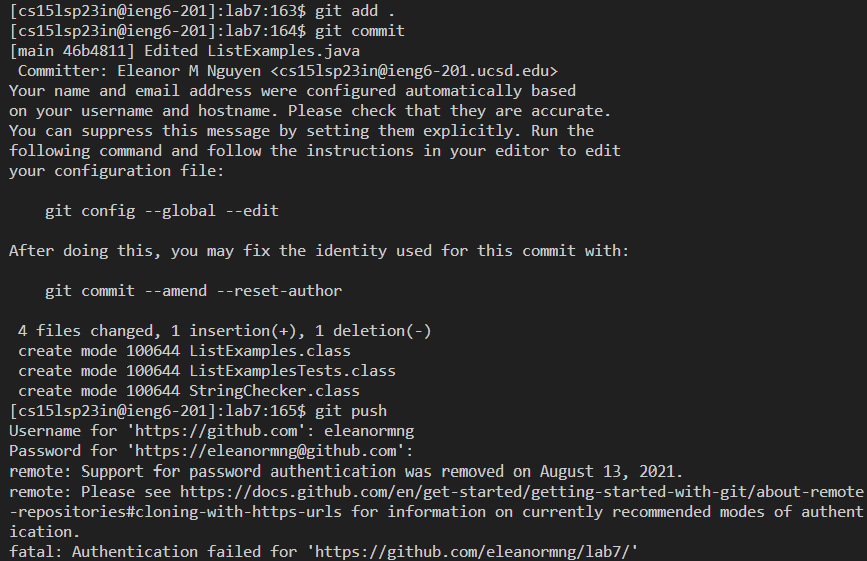 [cs15lsp23in@ieng6-201]:lab7:163$ git add .
[cs15lsp23in@ieng6-201]:lab7:164$ git commit
[main 46b4811] Edited ListExamples.java
 Committer: Eleanor M Nguyen <cs15lsp23in@ieng6-201.ucsd.edu>
Your name and email address were configured automatically based
on your username and hostname. Please check that they are accurate.
You can suppress this message by setting them explicitly. Run the
following command and follow the instructions in your editor to edit
your configuration file:

    git config --global --edit

After doing this, you may fix the identity used for this commit with:

    git commit --amend --reset-author

 4 files changed, 1 insertion(+), 1 deletion(-)
 create mode 100644 ListExamples.class
 create mode 100644 ListExamplesTests.class
 create mode 100644 StringChecker.class
[cs15lsp23in@ieng6-201]:lab7:165$ git push
Username for 'https://github.com': eleanormng
Password for 'https://eleanormng@github.com':
remote: Support for password authentication was removed on August 13, 2021.
remote: Please see https://docs.github.com/en/get-started/getting-started-with-git/about-remote
-repositories#cloning-with-https-urls for information on currently recommended modes of authent
ication.
fatal: Authentication failed for 'https://github.com/eleanormng/lab7/'